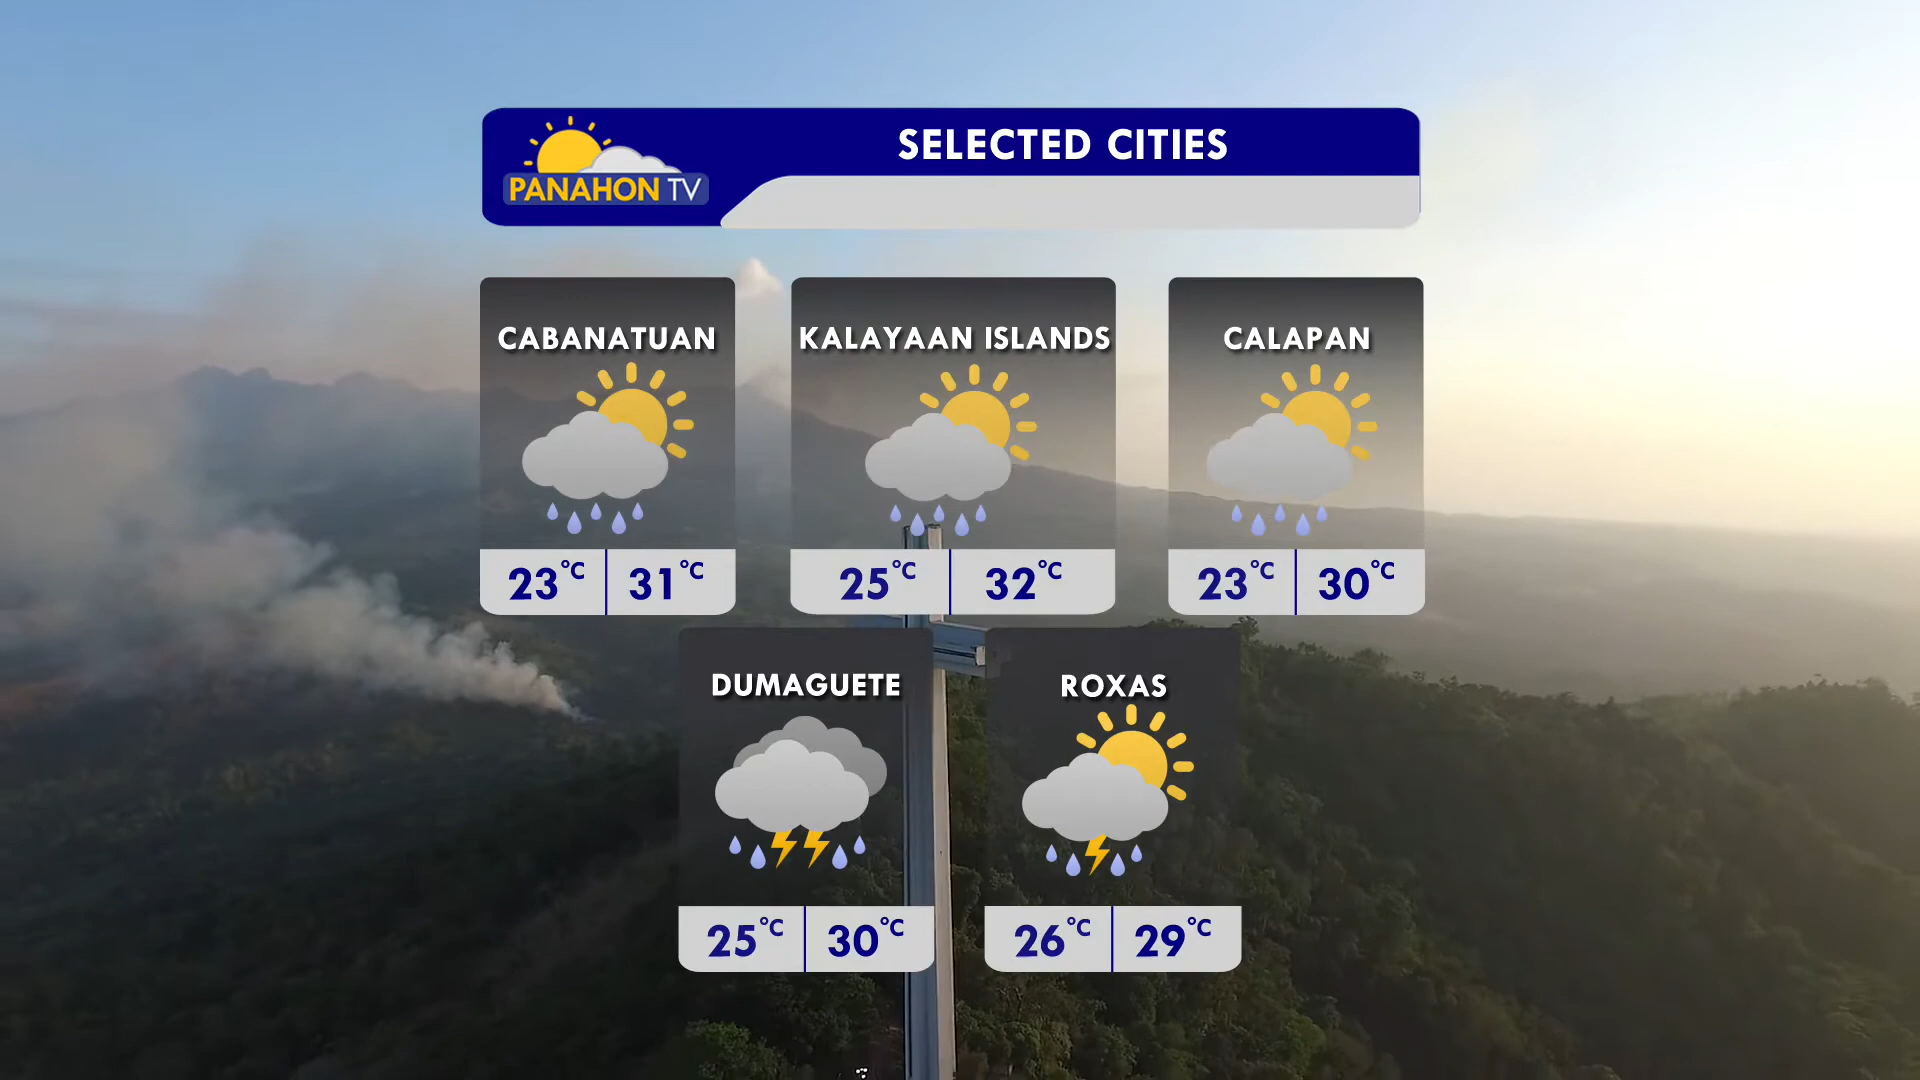 SELECTED CITIES
PANAHON TV
CABANATUAN
23°C 31°C
KALAYAAN ISLANDS
25°C 32°C
CALAPAN
23°C 30°C
DUMAGUETE
25°C 30°C
ROXAS
26°C 29°C